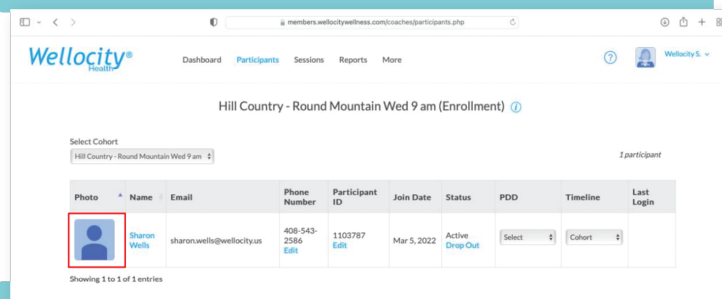 members.wellocitywellness.com/coaches/participants.php
Wellocity®
Health
Dashboard Participants Sessions Reports More
Wellocity S.
Hill Country - Round Mountain Wed 9 am (Enrollment)
Select Cohort
Hill Country - Round Mountain Wed 9 am
1 participant
Photo Name Email Phone Number Participant ID Join Date Status PDD Timeline Last Login
Sharon Wells sharon.wells@wellocity.us 408-543-2586 Edit 1103787 Edit Mar 5, 2022 Active Drop Out Select Cohort
Showing 1 to 1 of 1 entries